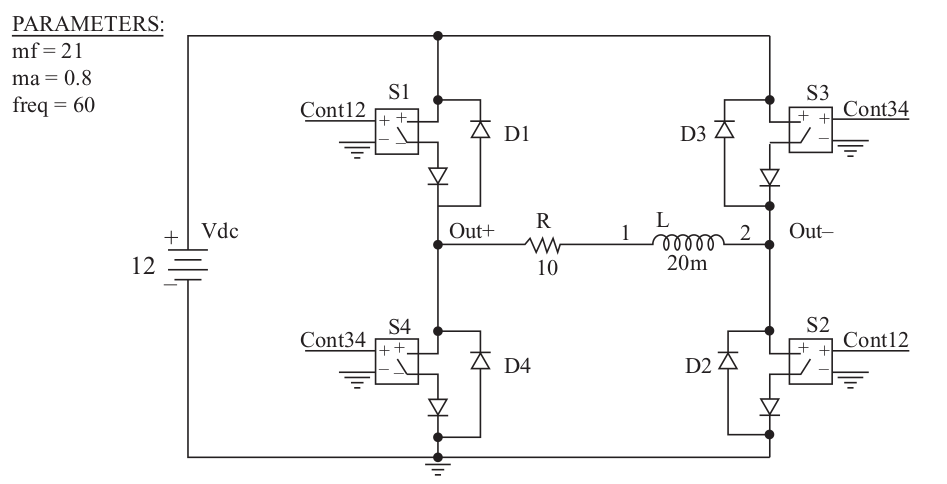 PARAMETERS:
mf = 21
ma = 0.8
freq = 60
S1
Cont12
+ +
− −
D1
S3
Cont34
+ +
−
D3
Vdc
+
12
−
Out+
R
10
1
L
2
20m
Out−
S4
Cont34
+ +
− −
D4
S2
Cont12
+ +
−
D2